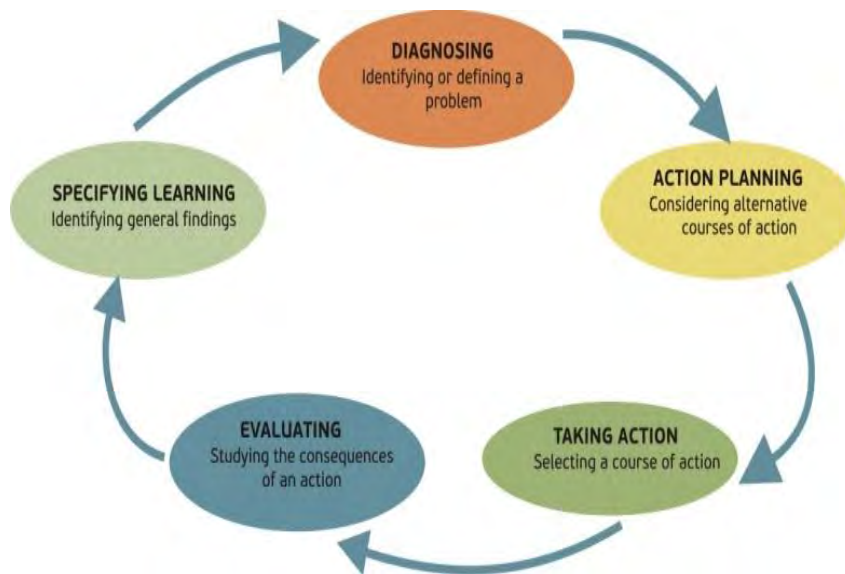 DIAGNOSING
Identifying or defining a
problem
ACTION PLANNING
Considering alternative
courses of action
TAKING ACTION
Selecting a course of action
EVALUATING
Studying the consequences
of an action
SPECIFYING LEARNING
Identifying general findings